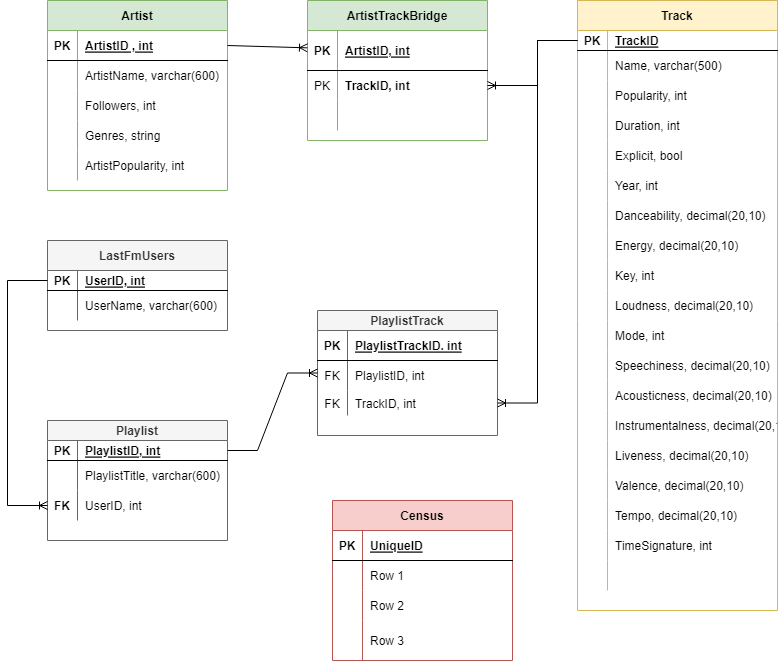 Artist
PK ArtistID , int
ArtistName, varchar(600)
Followers, int
Genres, string
ArtistPopularity, int
ArtistTrackBridge
PK ArtistID, int
PK TrackID, int
Track
PK TrackID
Name, varchar(500)
Popularity, int
Duration, int
Explicit, bool
Year, int
Danceability, decimal(20,10)
Energy, decimal(20,10)
Key, int
Loudness, decimal(20,10)
Mode, int
Speechiness, decimal(20,10)
Acousticness, decimal(20,10)
Instrumentalness, decimal(20,
Liveness, decimal(20,10)
Valence, decimal(20,10)
Tempo, decimal(20,10)
TimeSignature, int
LastFmUsers
PK UserID, int
UserName, varchar(600)
PlaylistTrack
PK PlaylistTrackID. int
FK PlaylistID, int
FK TrackID, int
Playlist
PK PlaylistID, int
PlaylistTitle, varchar(600)
FK UserID, int
Census
PK UniqueID
Row 1
Row 2
Row 3